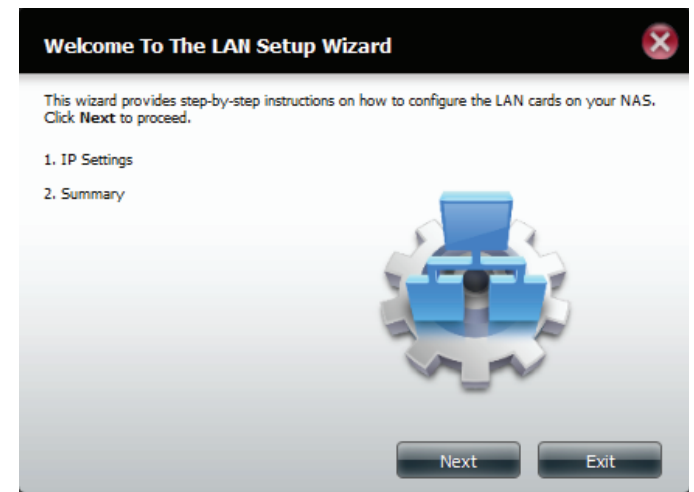 Welcome To The LAN Setup Wizard
This wizard provides step-by-step instructions on how to configure the LAN cards on your NAS.
Click Next to proceed.
1. IP Settings
2. Summary
Next
Exit